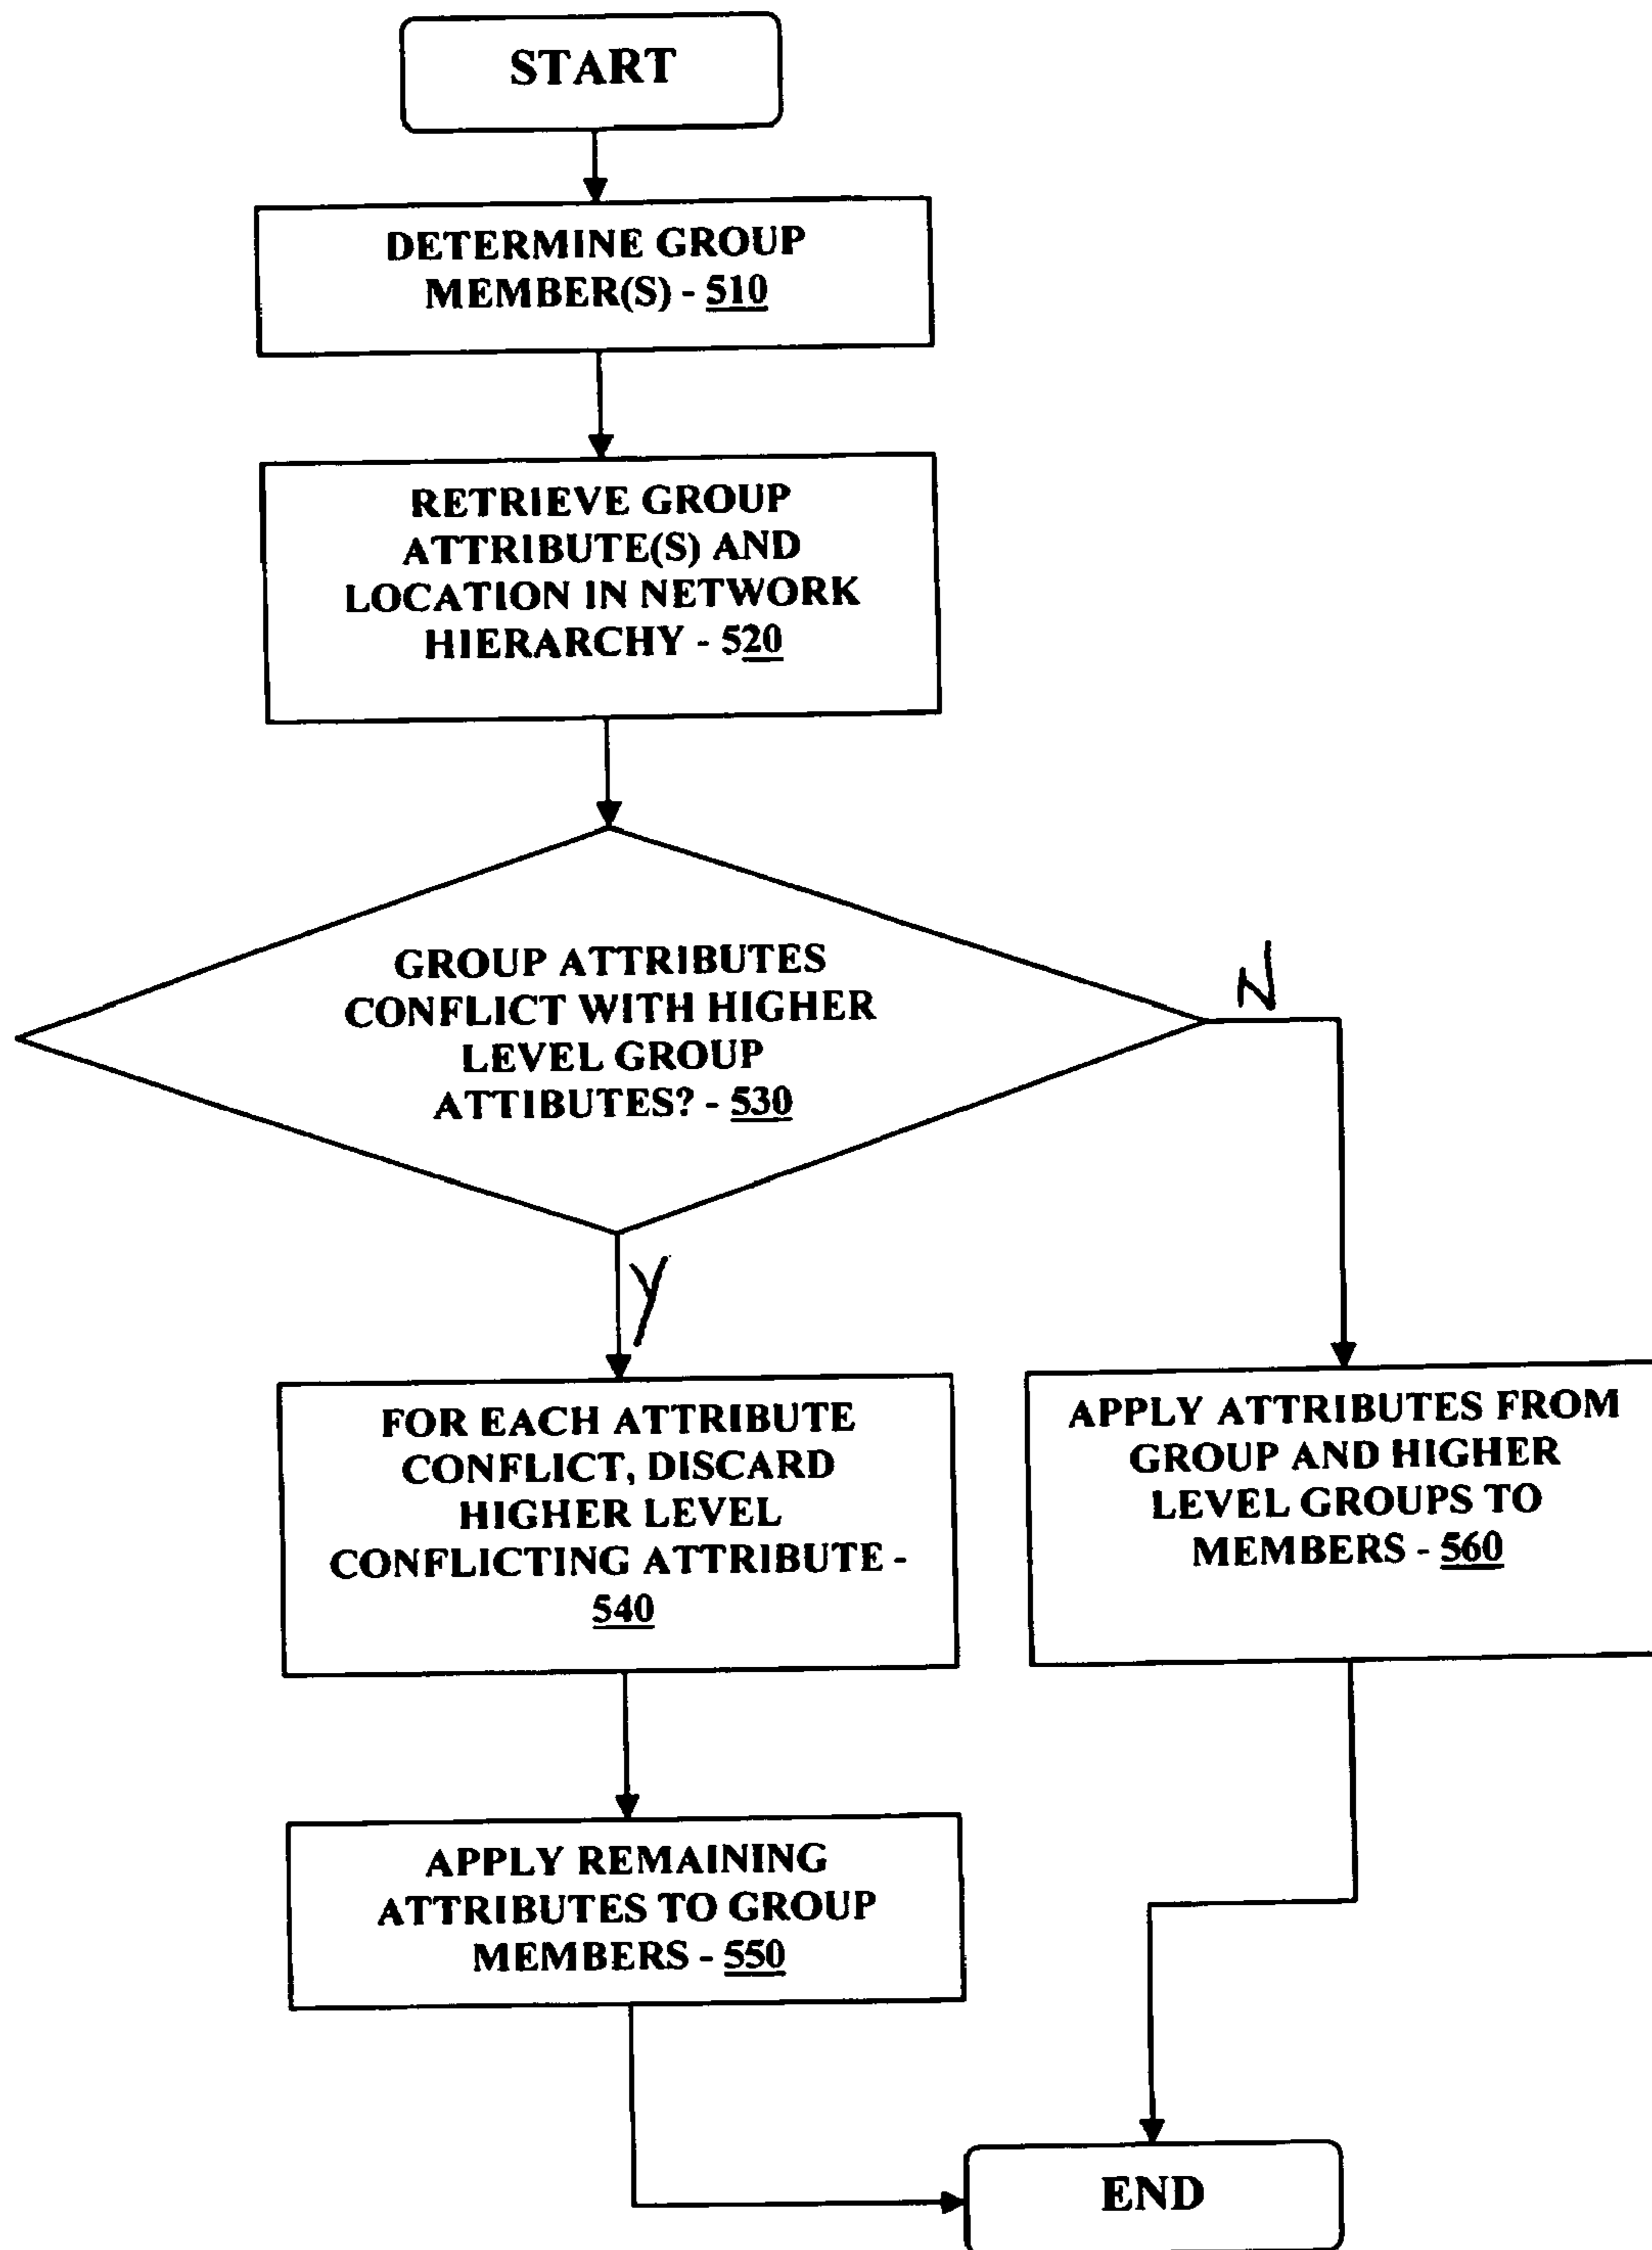 START
DETERMINE GROUP
MEMBER(S) - 510
RETRIEVE GROUP
ATTRIBUTE(S) AND
LOCATION IN NETWORK
HIERARCHY - 520
GROUP ATTRIBUTES
CONFLICT WITH HIGHER
LEVEL GROUP
ATTIBUTES? - 530
N
Y
FOR EACH ATTRIBUTE
CONFLICT, DISCARD
HIGHER LEVEL
CONFLICTING ATTRIBUTE -
540
APPLY ATTRIBUTES FROM
GROUP AND HIGHER
LEVEL GROUPS TO
MEMBERS - 560
APPLY REMAINING
ATTRIBUTES TO GROUP
MEMBERS - 550
END